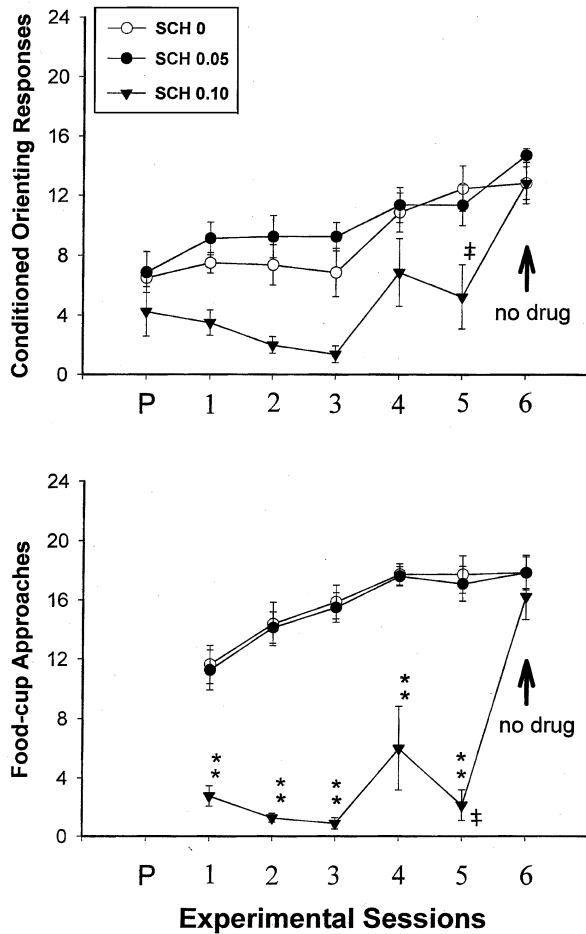 24
20
16
12
8
4
0
Conditioned Orienting Responses
SCH 0
SCH 0.05
SCH 0.10
‡
no drug
P 1 2 3 4 5 6
24
20
16
12
8
4
0
Food-cup Approaches
* * * * * * * * * *
‡
no drug
P 1 2 3 4 5 6
Experimental Sessions